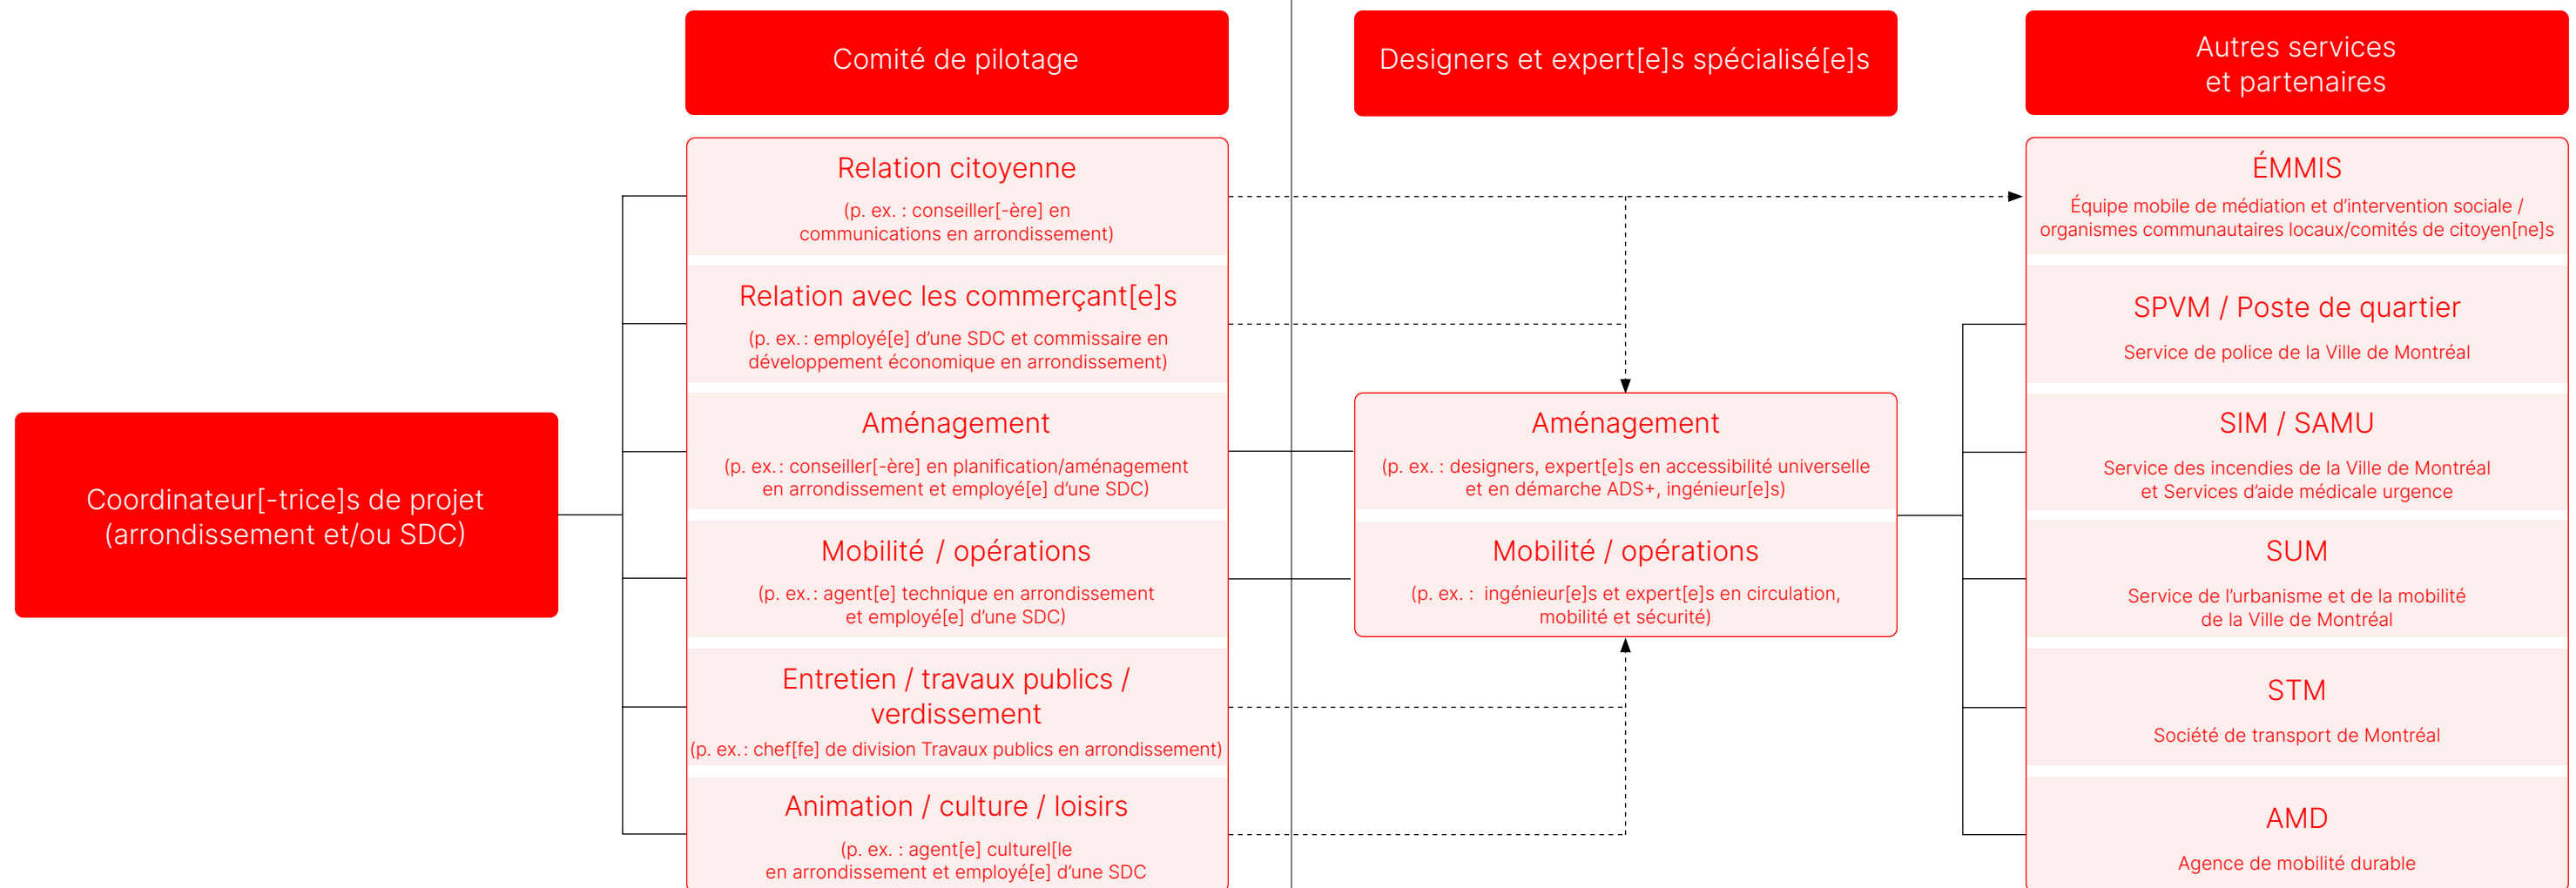 Comité de pilotage
Designers et expert[e]s spécialisé[e]s
Autres services
et partenaires
Coordinateur[-trice]s de projet
(arrondissement et/ou SDC)
Relation citoyenne
(p. ex. : conseiller[-ère] en
communications en arrondissement)
Relation avec les commerçant[e]s
(p. ex. : employé[e] d'une SDC et commissaire en
développement économique en arrondissement)
Aménagement
(p. ex. : conseiller[-ère] en planification/aménagement
en arrondissement et employé[e] d'une SDC)
Mobilité / opérations
(p. ex. : agent[e] technique en arrondissement
et employé[e] d'une SDC)
Entretien / travaux publics /
verdissement
(p. ex. : chef[fe] de division Travaux publics en arrondissement)
Animation / culture / loisirs
(p. ex. : agent[e] culturel[le
en arrondissement et employé[e] d'une SDC
Aménagement
(p. ex. : designers, expert[e]s en accessibilité universelle
et en démarche ADS+, ingénieur[e]s)
Mobilité / opérations
(p. ex. : ingénieur[e]s et expert[e]s en circulation,
mobilité et sécurité)
ÉMMIS
Équipe mobile de médiation et d'intervention sociale /
organismes communautaires locaux/comités de citoyen[ne]s
SPVM / Poste de quartier
Service de police de la Ville de Montréal
SIM / SAMU
Service des incendies de la Ville de Montréal
et Services d'aide médicale urgence
SUM
Service de l'urbanisme et de la mobilité
de la Ville de Montréal
STM
Société de transport de Montréal
AMD
Agence de mobilité durable